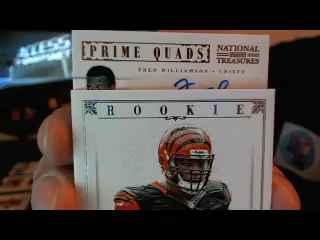 PRIME QUADS
NATIONAL
TREASURES
FRED WILLIAMSON - CHIEFS
ROOKIE